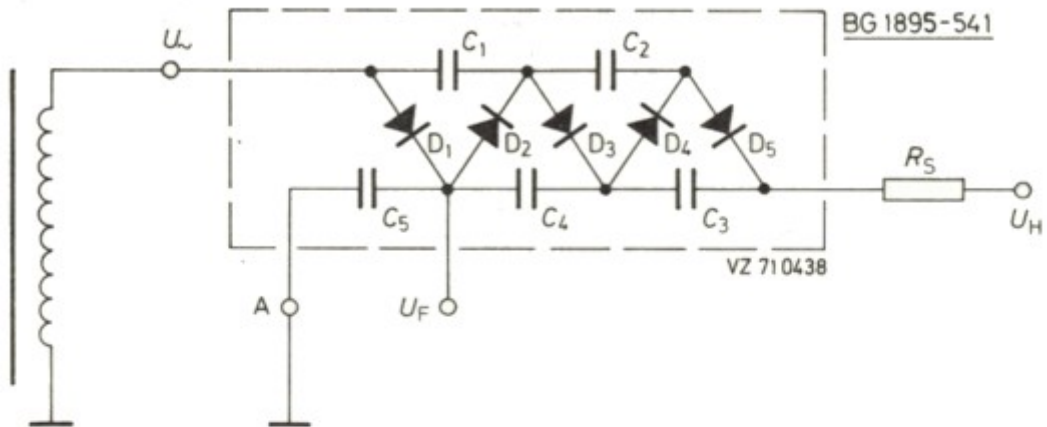 BG 1895-541
U~
C1
C2
D1
D2
D3
D4
D5
RS
C5
C4
C3
UH
VZ 710438
A
UF